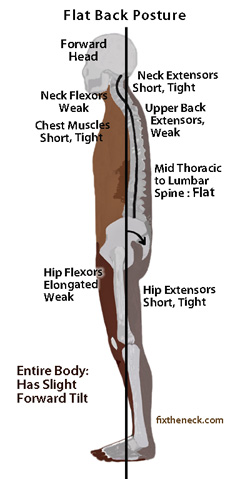 Flat Back Posture
Forward
Head
Neck Extensors
Short, Tight
Neck Flexors
Weak
Upper Back
Extensors,
Weak
Chest Muscles
Short, Tight
Mid Thoracic
to Lumbar
Spine : Flat
Hip Flexors
Elongated
Weak
Hip Extensors
Short, Tight
Entire Body:
Has Slight
Forward Tilt
fixtheneck.com